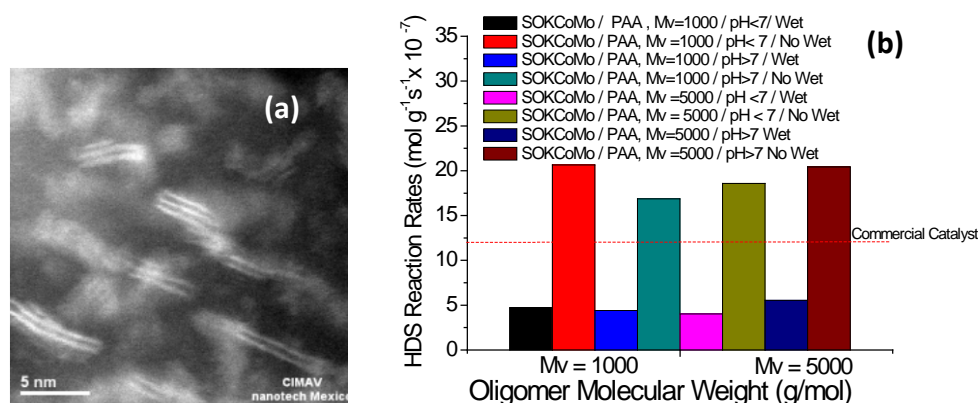 (a)
5 nm
CIMAV
nanotech Mexico
(b)
SOKCoMo / PAA , Mv=1000 / pH<7/ Wet
SOKCoMo / PAA, Mv =1000 / pH< 7 / No Wet
SOKCoMo / PAA, Mv=1000 / pH>7 / Wet
SOKCoMo / PAA, Mv=1000 / pH>7 / No Wet
SOKCoMo / PAA, Mv =5000 / pH <7 / Wet
SOKCoMo / PAA, Mv = 5000 / pH < 7 / No Wet
SOKCoMo / PAA, Mv=5000 / pH>7 Wet
SOKCoMo / PAA, Mv =5000 / pH>7 No Wet
HDS Reaction Rates (mol g⁻¹s⁻¹x 10⁻⁷)
35
30
25
20
15
10
5
0
Commercial Catalyst
Mv = 1000 Mv = 5000
Oligomer Molecular Weight (g/mol)